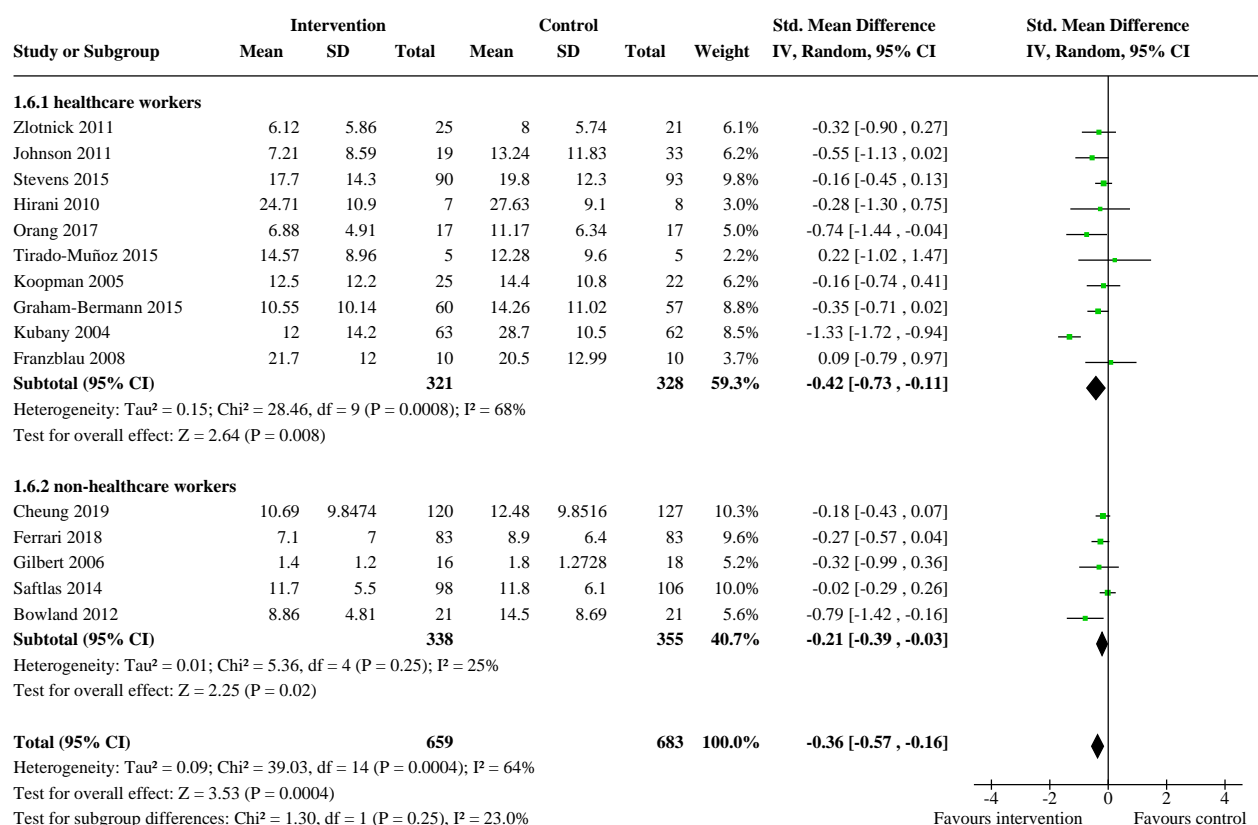 Intervention Control Std. Mean Difference Std. Mean Difference
Study or Subgroup Mean SD Total Mean SD Total Weight IV, Random, 95% CI IV, Random, 95% CI
1.6.1 healthcare workers
Zlotnick 2011 6.12 5.86 25 8 5.74 21 6.1% -0.32 [-0.90 , 0.27]
Johnson 2011 7.21 8.59 19 13.24 11.83 33 6.2% -0.55 [-1.13 , 0.02]
Stevens 2015 17.7 14.3 90 19.8 12.3 93 9.8% -0.16 [-0.45 , 0.13]
Hirani 2010 24.71 10.9 7 27.63 9.1 8 3.0% -0.28 [-1.30 , 0.75]
Orang 2017 6.88 4.91 17 11.17 6.34 17 5.0% -0.74 [-1.44 , -0.04]
Tirado-Muñoz 2015 14.57 8.96 5 12.28 9.6 5 2.2% 0.22 [-1.02 , 1.47]
Koopman 2005 12.5 12.2 25 14.4 10.8 22 6.2% -0.16 [-0.74 , 0.41]
Graham-Bermann 2015 10.55 10.14 60 14.26 11.02 57 8.8% -0.35 [-0.71 , 0.02]
Kubany 2004 12 14.2 63 28.7 10.5 62 8.5% -1.33 [-1.72 , -0.94]
Franzblau 2008 21.7 12 10 20.5 12.99 10 3.7% 0.09 [-0.79 , 0.97]
Subtotal (95% CI) 321 328 59.3% -0.42 [-0.73 , -0.11]
Heterogeneity: Tau² = 0.15; Chi² = 28.46, df = 9 (P = 0.0008); I² = 68%
Test for overall effect: Z = 2.64 (P = 0.008)
1.6.2 non-healthcare workers
Cheung 2019 10.69 9.8474 120 12.48 9.8516 127 10.3% -0.18 [-0.43 , 0.07]
Ferrari 2018 7.1 7 83 8.9 6.4 83 9.6% -0.27 [-0.57 , 0.04]
Gilbert 2006 1.4 1.2 16 1.8 1.2728 18 5.2% -0.32 [-0.99 , 0.36]
Saftlas 2014 11.7 5.5 98 11.8 6.1 106 10.0% -0.02 [-0.29 , 0.26]
Bowland 2012 8.86 4.81 21 14.5 8.69 21 5.6% -0.79 [-1.42 , -0.16]
Subtotal (95% CI) 338 355 40.7% -0.21 [-0.39 , -0.03]
Heterogeneity: Tau² = 0.01; Chi² = 5.36, df = 4 (P = 0.25); I² = 25%
Test for overall effect: Z = 2.25 (P = 0.02)
Total (95% CI) 659 683 100.0% -0.36 [-0.57 , -0.16]
Heterogeneity: Tau² = 0.09; Chi² = 39.03, df = 14 (P = 0.0004); I² = 64%
Test for overall effect: Z = 3.53 (P = 0.0004)
-4 -2 0 2 4
Test for subgroup differences: Chi² = 1.30, df = 1 (P = 0.25), I² = 23.0%
Favours intervention Favours control